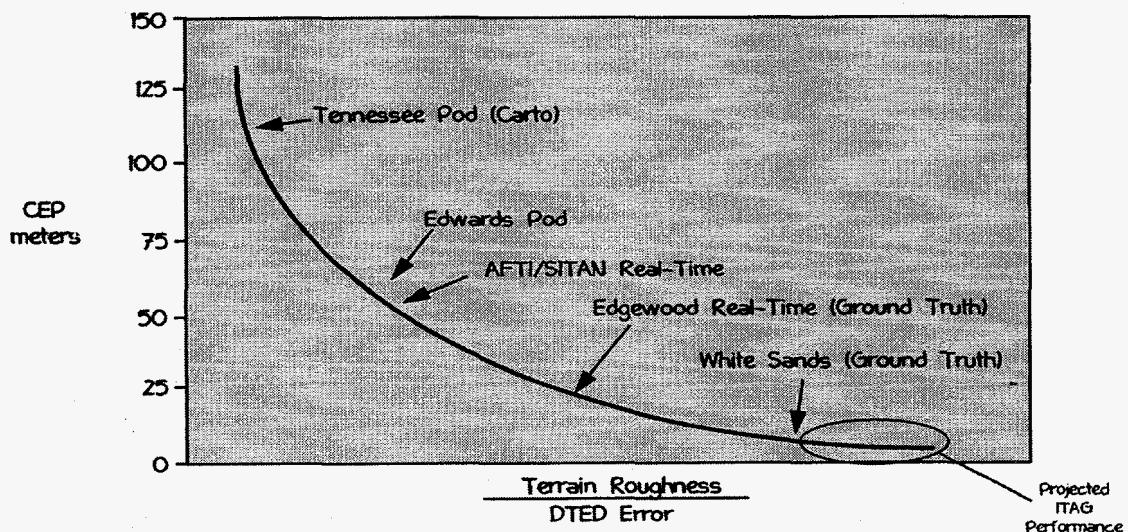 150
125
Tennessee Pod (Carto)
100
CEP
meters
75
Edwards Pod
AFTI/SITAN Real-Time
50
Edgewood Real-Time (Ground Truth)
White Sands (Ground Truth)
25
0
Terrain Roughness
DTED Error
Projected
ITAG
Performance